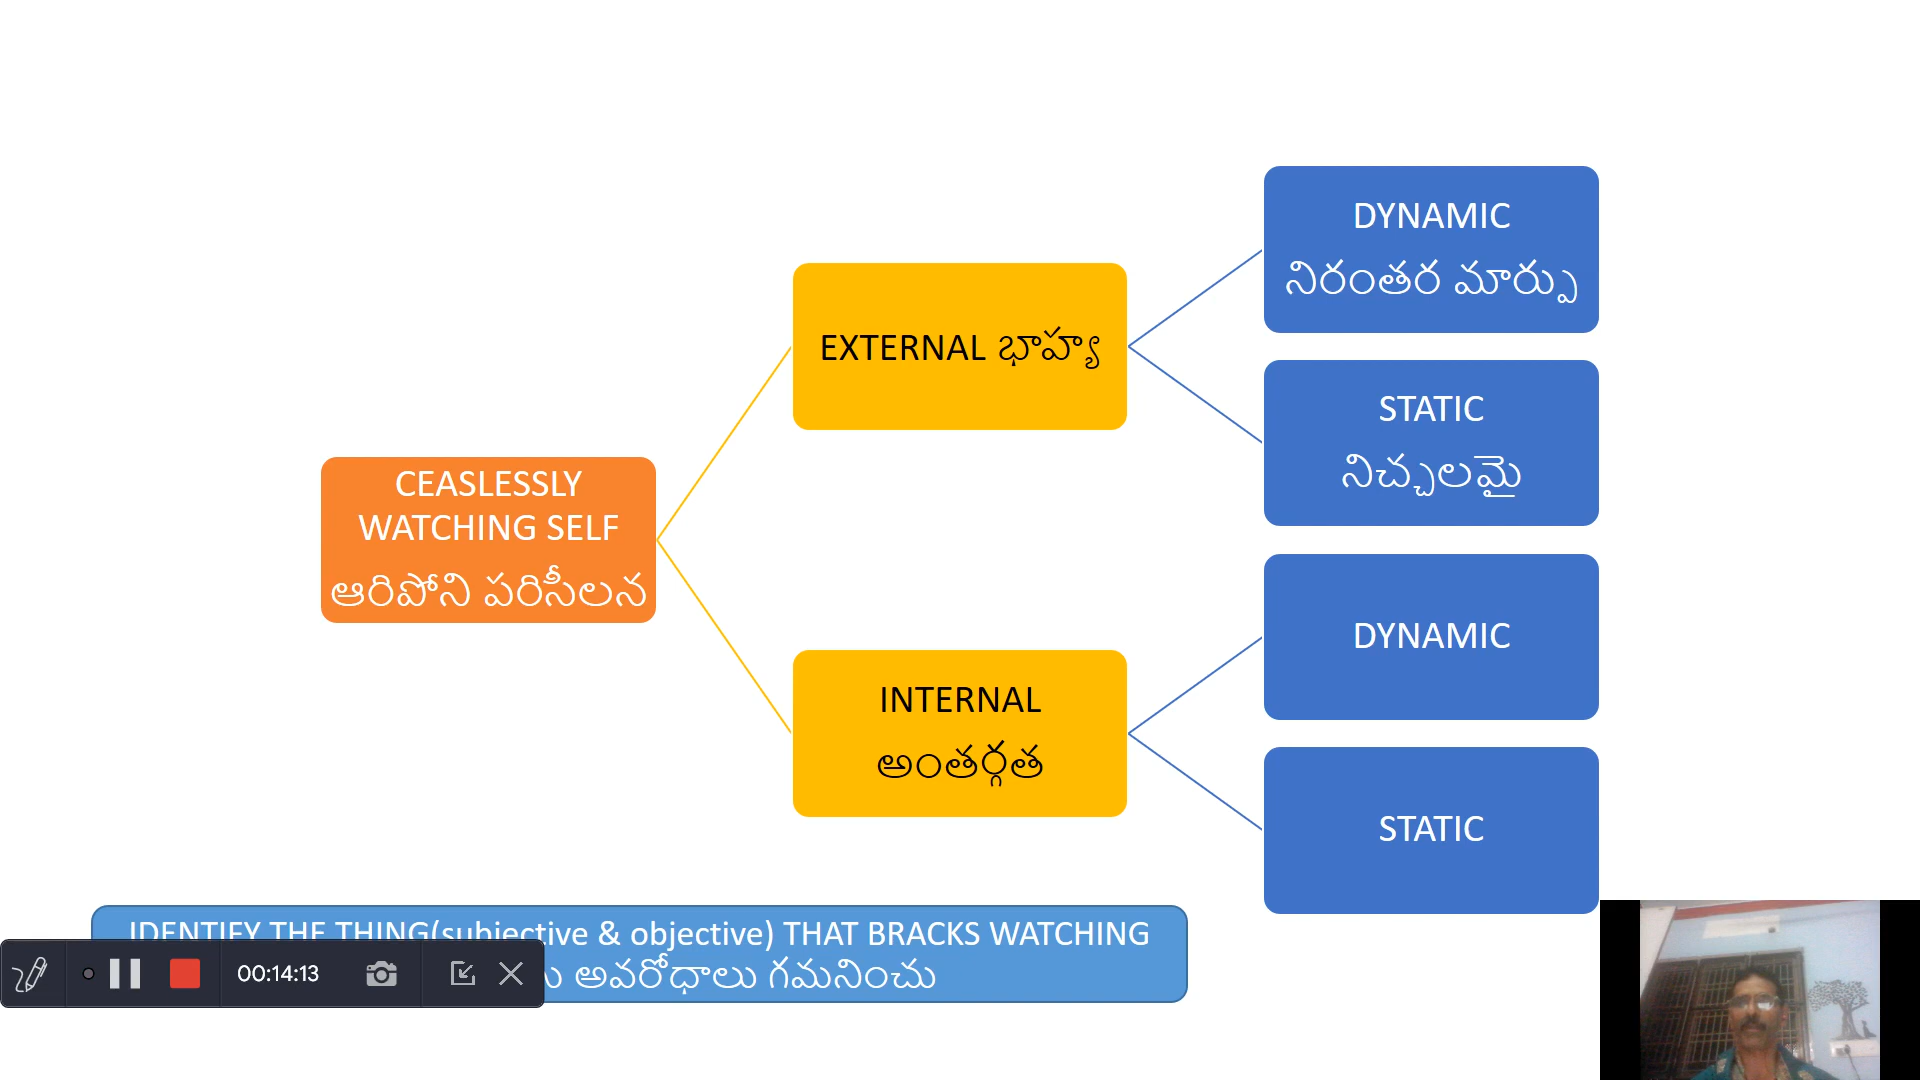 CEASLESSLY
WATCHING SELF
ఆరిపోని పరిసీలన
EXTERNAL భాహ్య
INTERNAL
అంతర్గత
DYNAMIC
నిరంతర మార్పు
STATIC
నిచ్చలమై
DYNAMIC
STATIC
IDENTIFY THE THING(subjective & objective) THAT BRACKS WATCHING
అవరోధాలు గమనించు
00:14:13